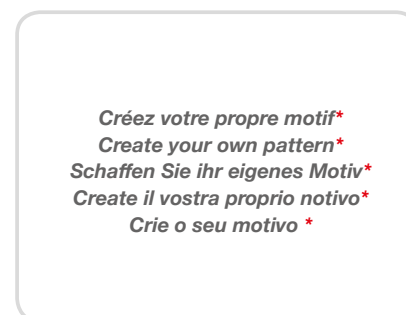 Créez votre propre motif*
Create your own pattern*
Schaffen Sie ihr eigenes Motiv*
Create il vostra proprio notivo*
Crie o seu motivo *